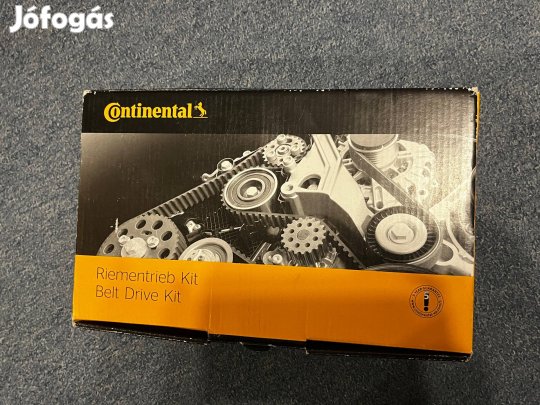 Jófogás
Continental
Riementrieb Kit
Belt Drive Kit